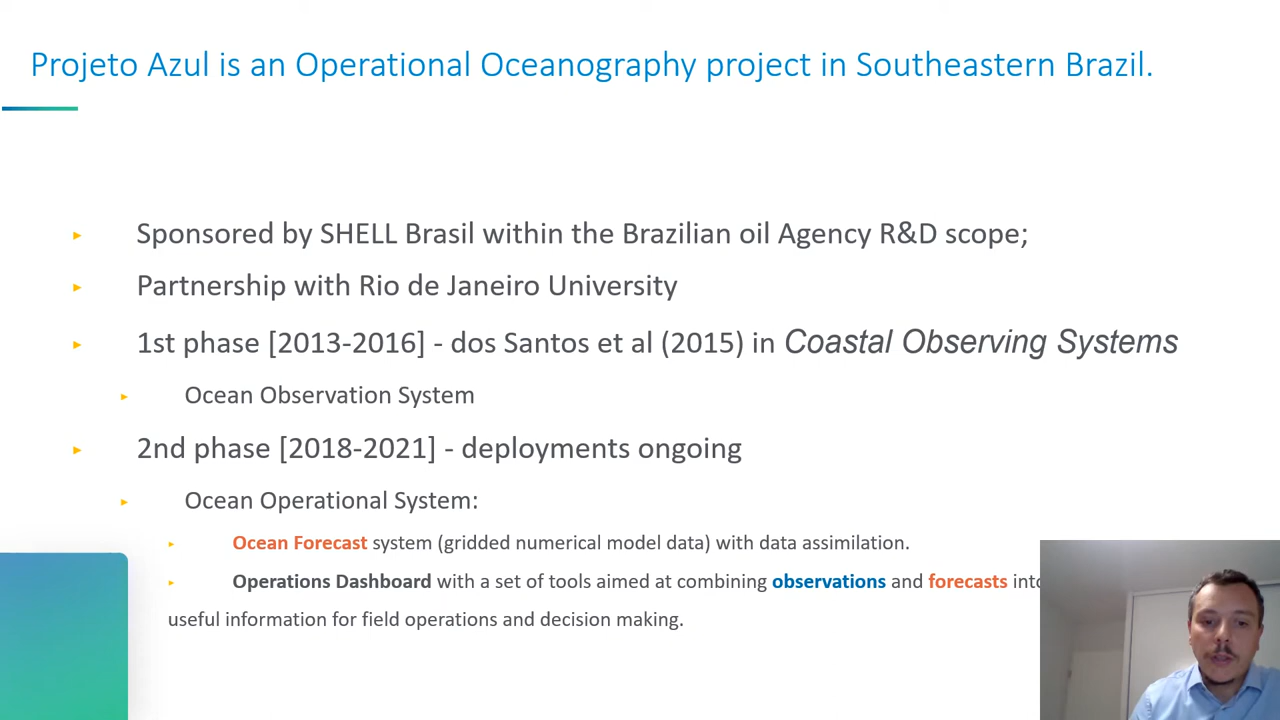 Projeto Azul is an Operational Oceanography project in Southeastern Brazil.
Sponsored by SHELL Brasil within the Brazilian oil Agency R&D scope;
Partnership with Rio de Janeiro University
1st phase [2013-2016] - dos Santos et al (2015) in Coastal Observing Systems
Ocean Observation System
2nd phase [2018-2021] - deployments ongoing
Ocean Operational System:
Ocean Forecast system (gridded numerical model data) with data assimilation.
Operations Dashboard with a set of tools aimed at combining observations and forecasts
useful information for field operations and decision making.